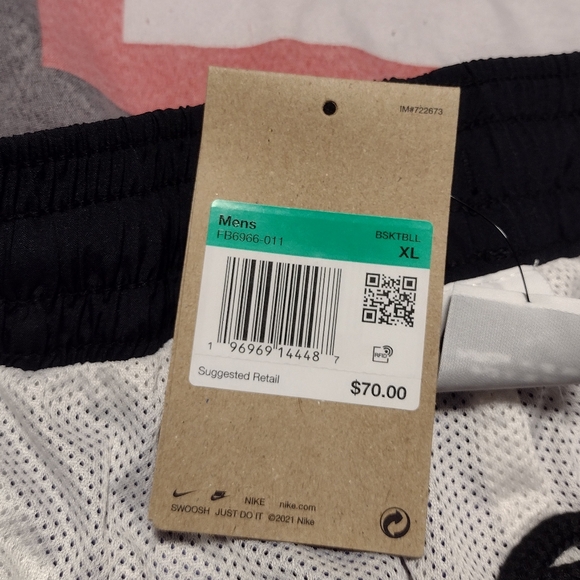 IM#722673
Mens
FB6966-011
BSKTBLL
XL
1 96969 14448 7
RFID
Suggested Retail
$70.00
NIKE nike.com
SWOOSH JUST DO IT ©2021 Nike